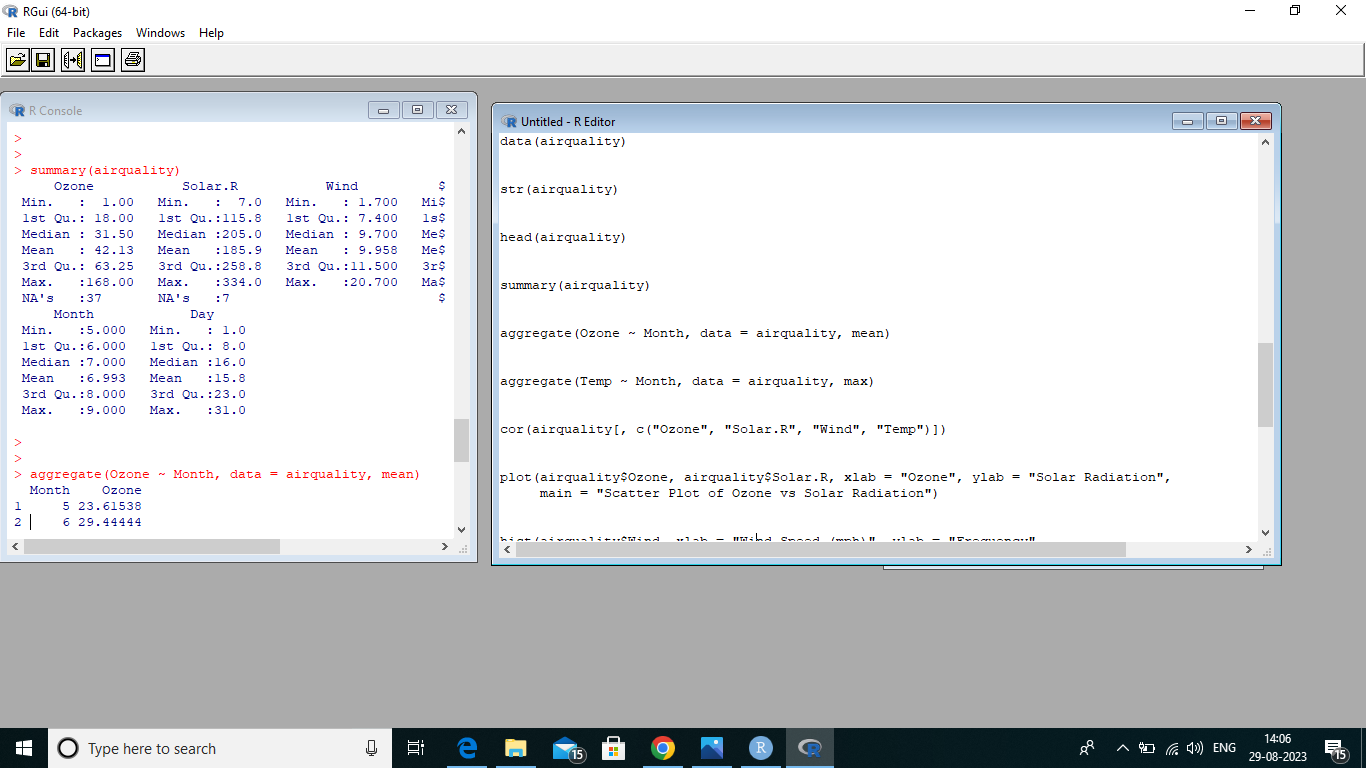 RGui (64-bit)
File Edit Packages Windows Help
R Console
>
>
> summary(airquality)
     Ozone           Solar.R           Wind          $
 Min.   :  1.00   Min.   :  7.0   Min.   : 1.700   Mi$
 1st Qu.: 18.00   1st Qu.:115.8   1st Qu.: 7.400   1s$
 Median : 31.50   Median :205.0   Median : 9.700   Me$
 Mean   : 42.13   Mean   :185.9   Mean   : 9.958   Me$
 3rd Qu.: 63.25   3rd Qu.:258.8   3rd Qu.:11.500   3r$
 Max.   :168.00   Max.   :334.0   Max.   :20.700   Ma$
 NA's   :37       NA's   :7                          $
     Month            Day
 Min.   :5.000   Min.   : 1.0
 1st Qu.:6.000   1st Qu.: 8.0
 Median :7.000   Median :16.0
 Mean   :6.993   Mean   :15.8
 3rd Qu.:8.000   3rd Qu.:23.0
 Max.   :9.000   Max.   :31.0
>
>
> aggregate(Ozone ~ Month, data = airquality, mean)
  Month    Ozone
1     5 23.61538
2     6 29.44444
Untitled - R Editor
data(airquality)
str(airquality)
head(airquality)
summary(airquality)
aggregate(Ozone ~ Month, data = airquality, mean)
aggregate(Temp ~ Month, data = airquality, max)
cor(airquality[, c("Ozone", "Solar.R", "Wind", "Temp")])
plot(airquality$Ozone, airquality$Solar.R, xlab = "Ozone", ylab = "Solar Radiation",
     main = "Scatter Plot of Ozone vs Solar Radiation")
hist(airquality$Wind, xlab = "Wind Speed (mph)", ylab = "Frequency",
Type here to search
15
R
ENG
14:06
29-08-2023
15